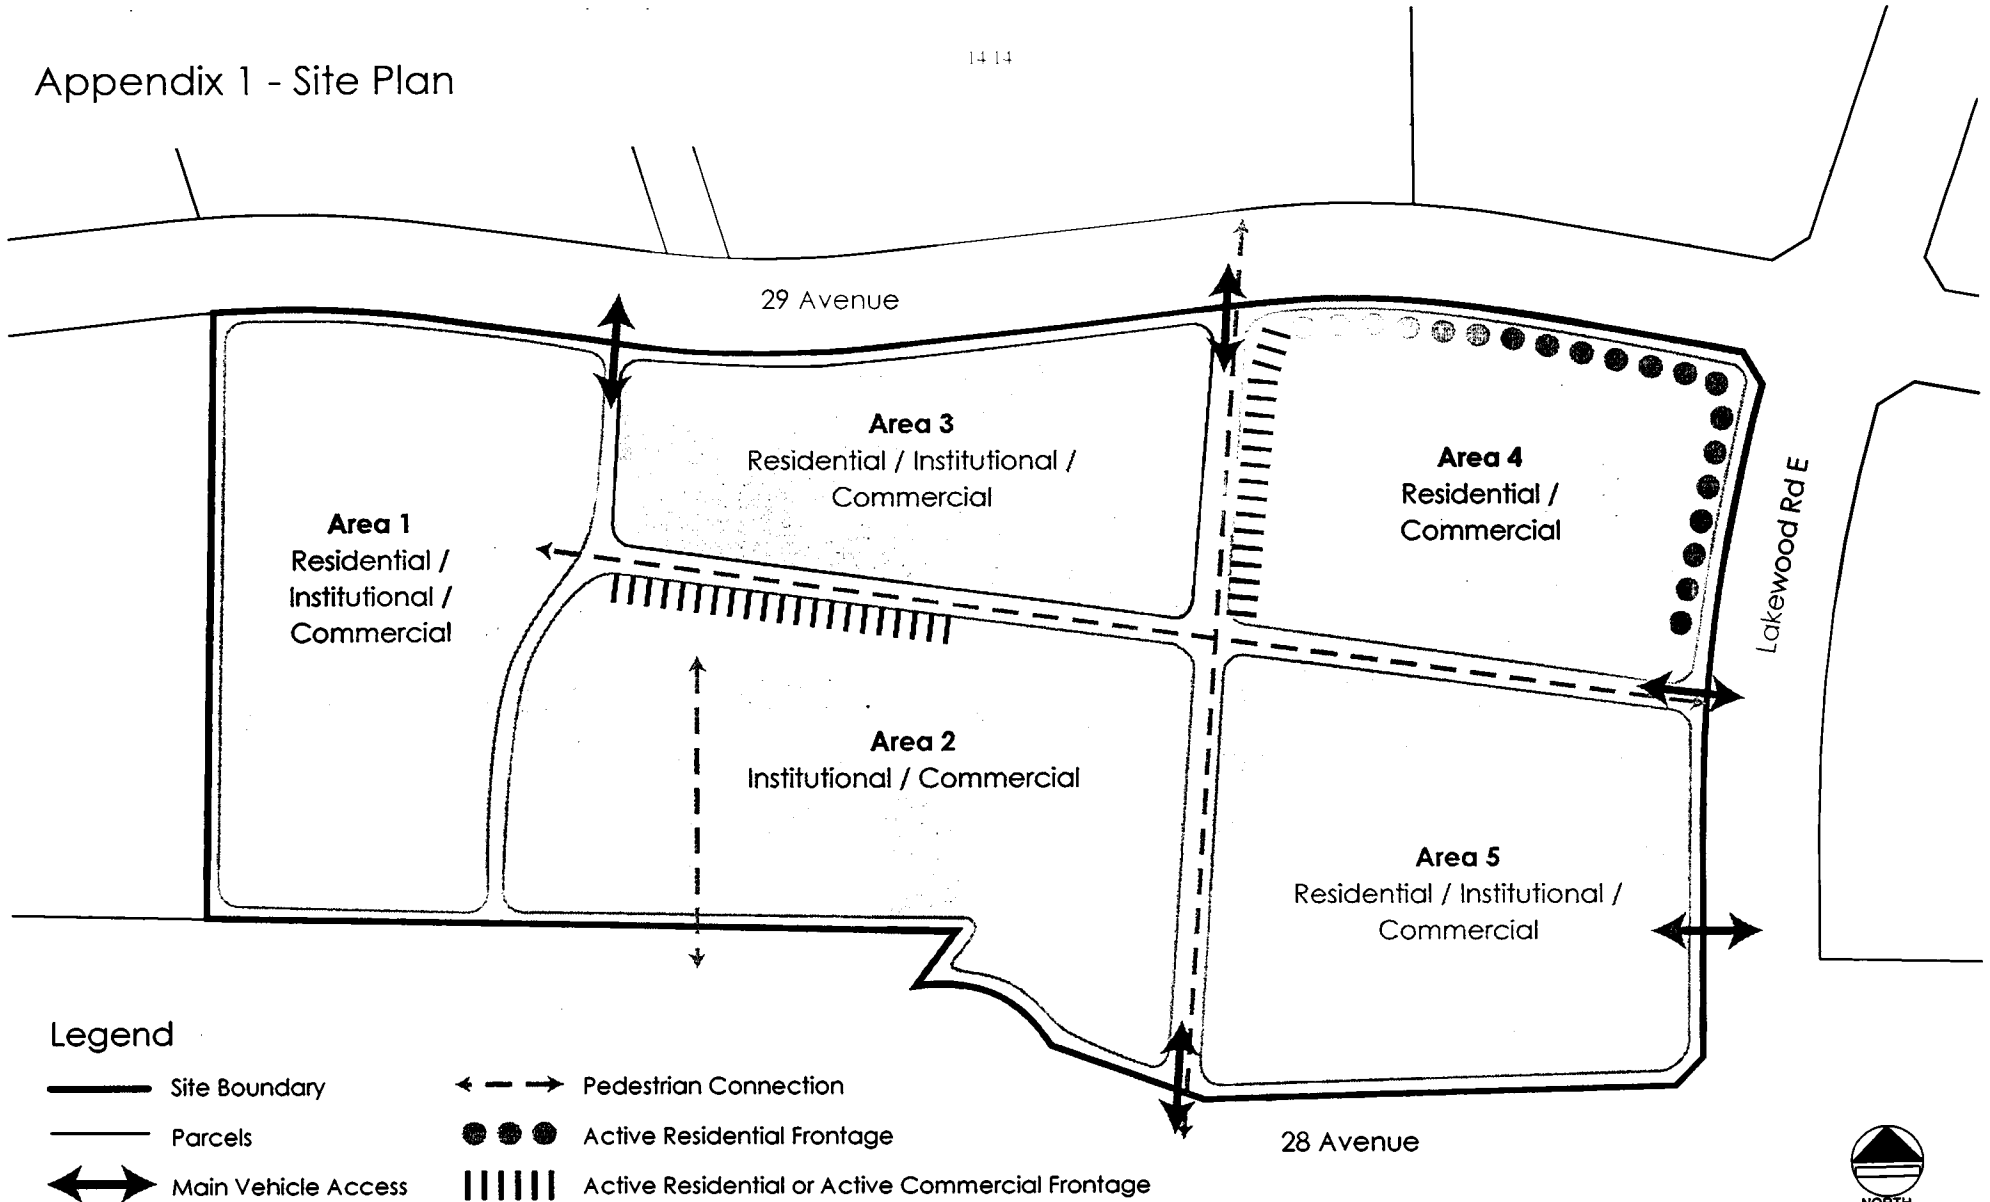 14 14
Appendix 1 - Site Plan
29 Avenue
Area 3
Residential / Institutional /
Commercial
Area 4
Residential /
Commercial
Area 1
Residential /
Institutional /
Commercial
Lakewood Rd E
Area 2
Institutional / Commercial
Area 5
Residential / Institutional /
Commercial
Legend
Site Boundary
Parcels
Main Vehicle Access
Pedestrian Connection
Active Residential Frontage
Active Residential or Active Commercial Frontage
28 Avenue
NORTH